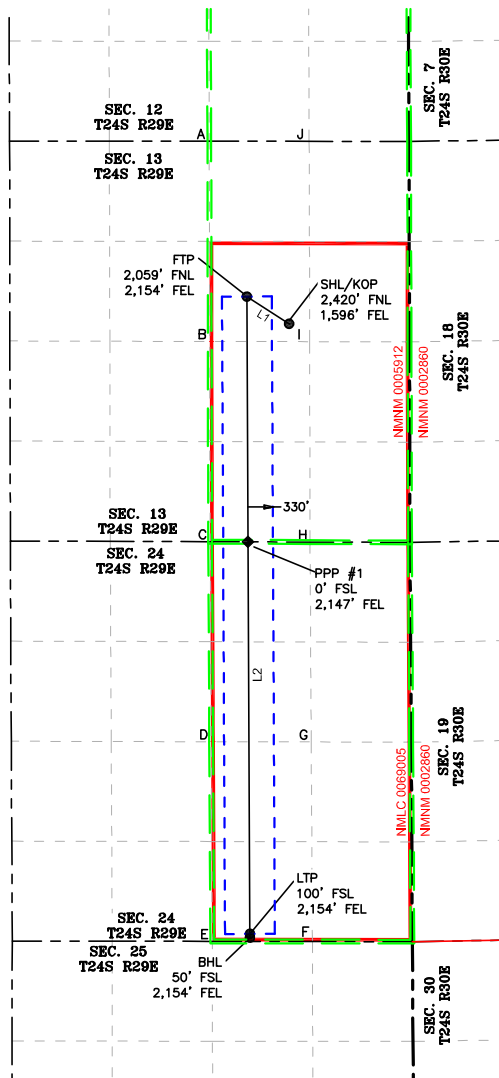 SEC. 7
T24S R30E
SEC. 12
T24S R29E
A
J
SEC. 13
T24S R29E
FTP
2,059' FNL
2,154' FEL
SHL/KOP
2,420' FNL
1,596' FEL
L1
B
I
SEC. 18
T24S R30E
NMNM 0005912
NMNM 0002860
330'
SEC. 13
T24S R29E
C
H
SEC. 24
T24S R29E
PPP #1
0' FSL
2,147' FEL
L2
D
G
SEC. 19
T24S R30E
NMLC 0069005
NMNM 0002860
LTP
100' FSL
2,154' FEL
SEC. 24
T24S R29E
E
F
SEC. 25
T24S R29E
BHL
50' FSL
2,154' FEL
SEC. 30
T24S R30E